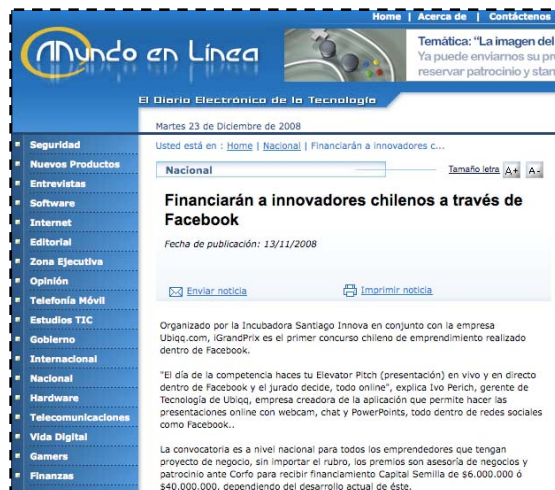 Home | Acerca de | Contáctenos
Mundo en Línea
Temática: "La imagen del
Ya puede enviarnos su pr
reservar patrocinio y stan
El Diario Electrónico de la Tecnología
Martes 23 de Diciembre de 2008
Usted está en : Home | Nacional | Financiarán a innovadores c...
Nacional
Tamaño letra A+ A-
Financiarán a innovadores chilenos a través de
Facebook
Fecha de publicación: 13/11/2008
Enviar noticia
Imprimir noticia
Organizado por la Incubadora Santiago Innova en conjunto con la empresa
Ubiqq.com, iGrandPrix es el primer concurso chileno de emprendimiento realizado
dentro de Facebook.
"El día de la competencia haces tu Elevator Pitch (presentación) en vivo y en directo
dentro de Facebook y el jurado decide, todo online", explica Ivo Perich, gerente de
Tecnología de Ubiqq, empresa creadora de la aplicación que permite hacer las
presentaciones online con webcam, chat y PowerPoints, todo dentro de redes sociales
como Facebook..
La convocatoria es a nivel nacional para todos los emprendedores que tengan
proyecto de negocio, sin importar el rubro, los premios son asesoría de negocios y
patrocinio ante Corfo para recibir financiamiento Capital Semilla de $6.000.000 ó
$40.000.000, dependiendo del desarrollo actual de éste.
Seguridad
Nuevos Productos
Entrevistas
Software
Internet
Editorial
Zona Ejecutiva
Opinión
Telefonía Móvil
Estudios TIC
Gobierno
Internacional
Nacional
Hardware
Telecomunicaciones
Vida Digital
Gamers
Finanzas